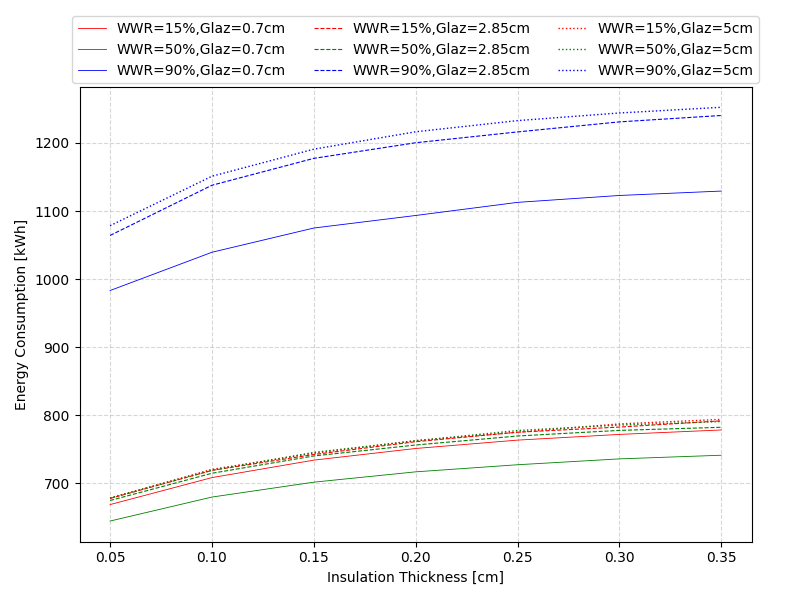 WWR=15%,Glaz=0.7cm WWR=15%,Glaz=2.85cm WWR=15%,Glaz=5cm
WWR=50%,Glaz=0.7cm WWR=50%,Glaz=2.85cm WWR=50%,Glaz=5cm
WWR=90%,Glaz=0.7cm WWR=90%,Glaz=2.85cm WWR=90%,Glaz=5cm
Energy Consumption [kWh]
1200
1100
1000
900
800
700
0.05 0.10 0.15 0.20 0.25 0.30 0.35
Insulation Thickness [cm]